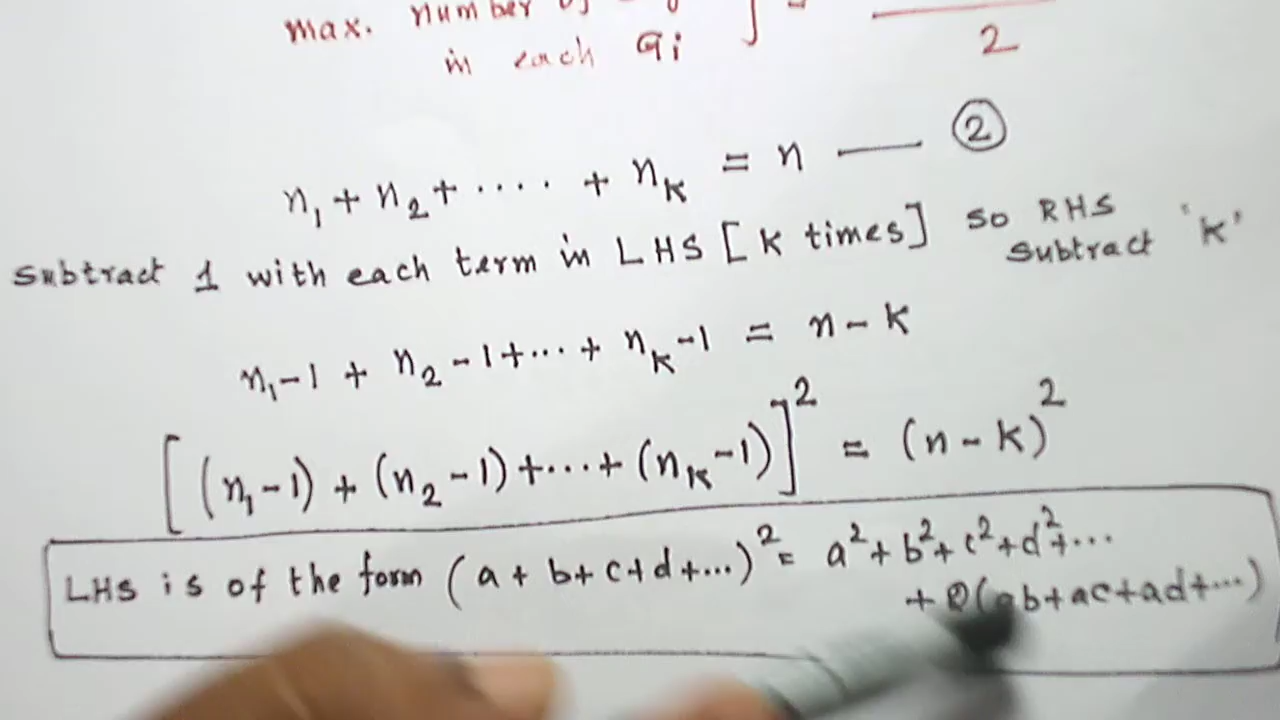 max. number
in each gi
2
n₁ + n₂ + ···· + nₖ = n —— ②
Subtract 1 with each term in LHS [K times] so RHS
Subtract 'K'
n₁-1 + n₂-1+···+ nₖ-1 = n-k
[(n₁-1) + (n₂-1)+···+ (nₖ-1)]² = (n-k)²
LHS is of the form (a+b+c+d+...)² = a²+b²+c²+d²+...
(ab+ac+ad+...)